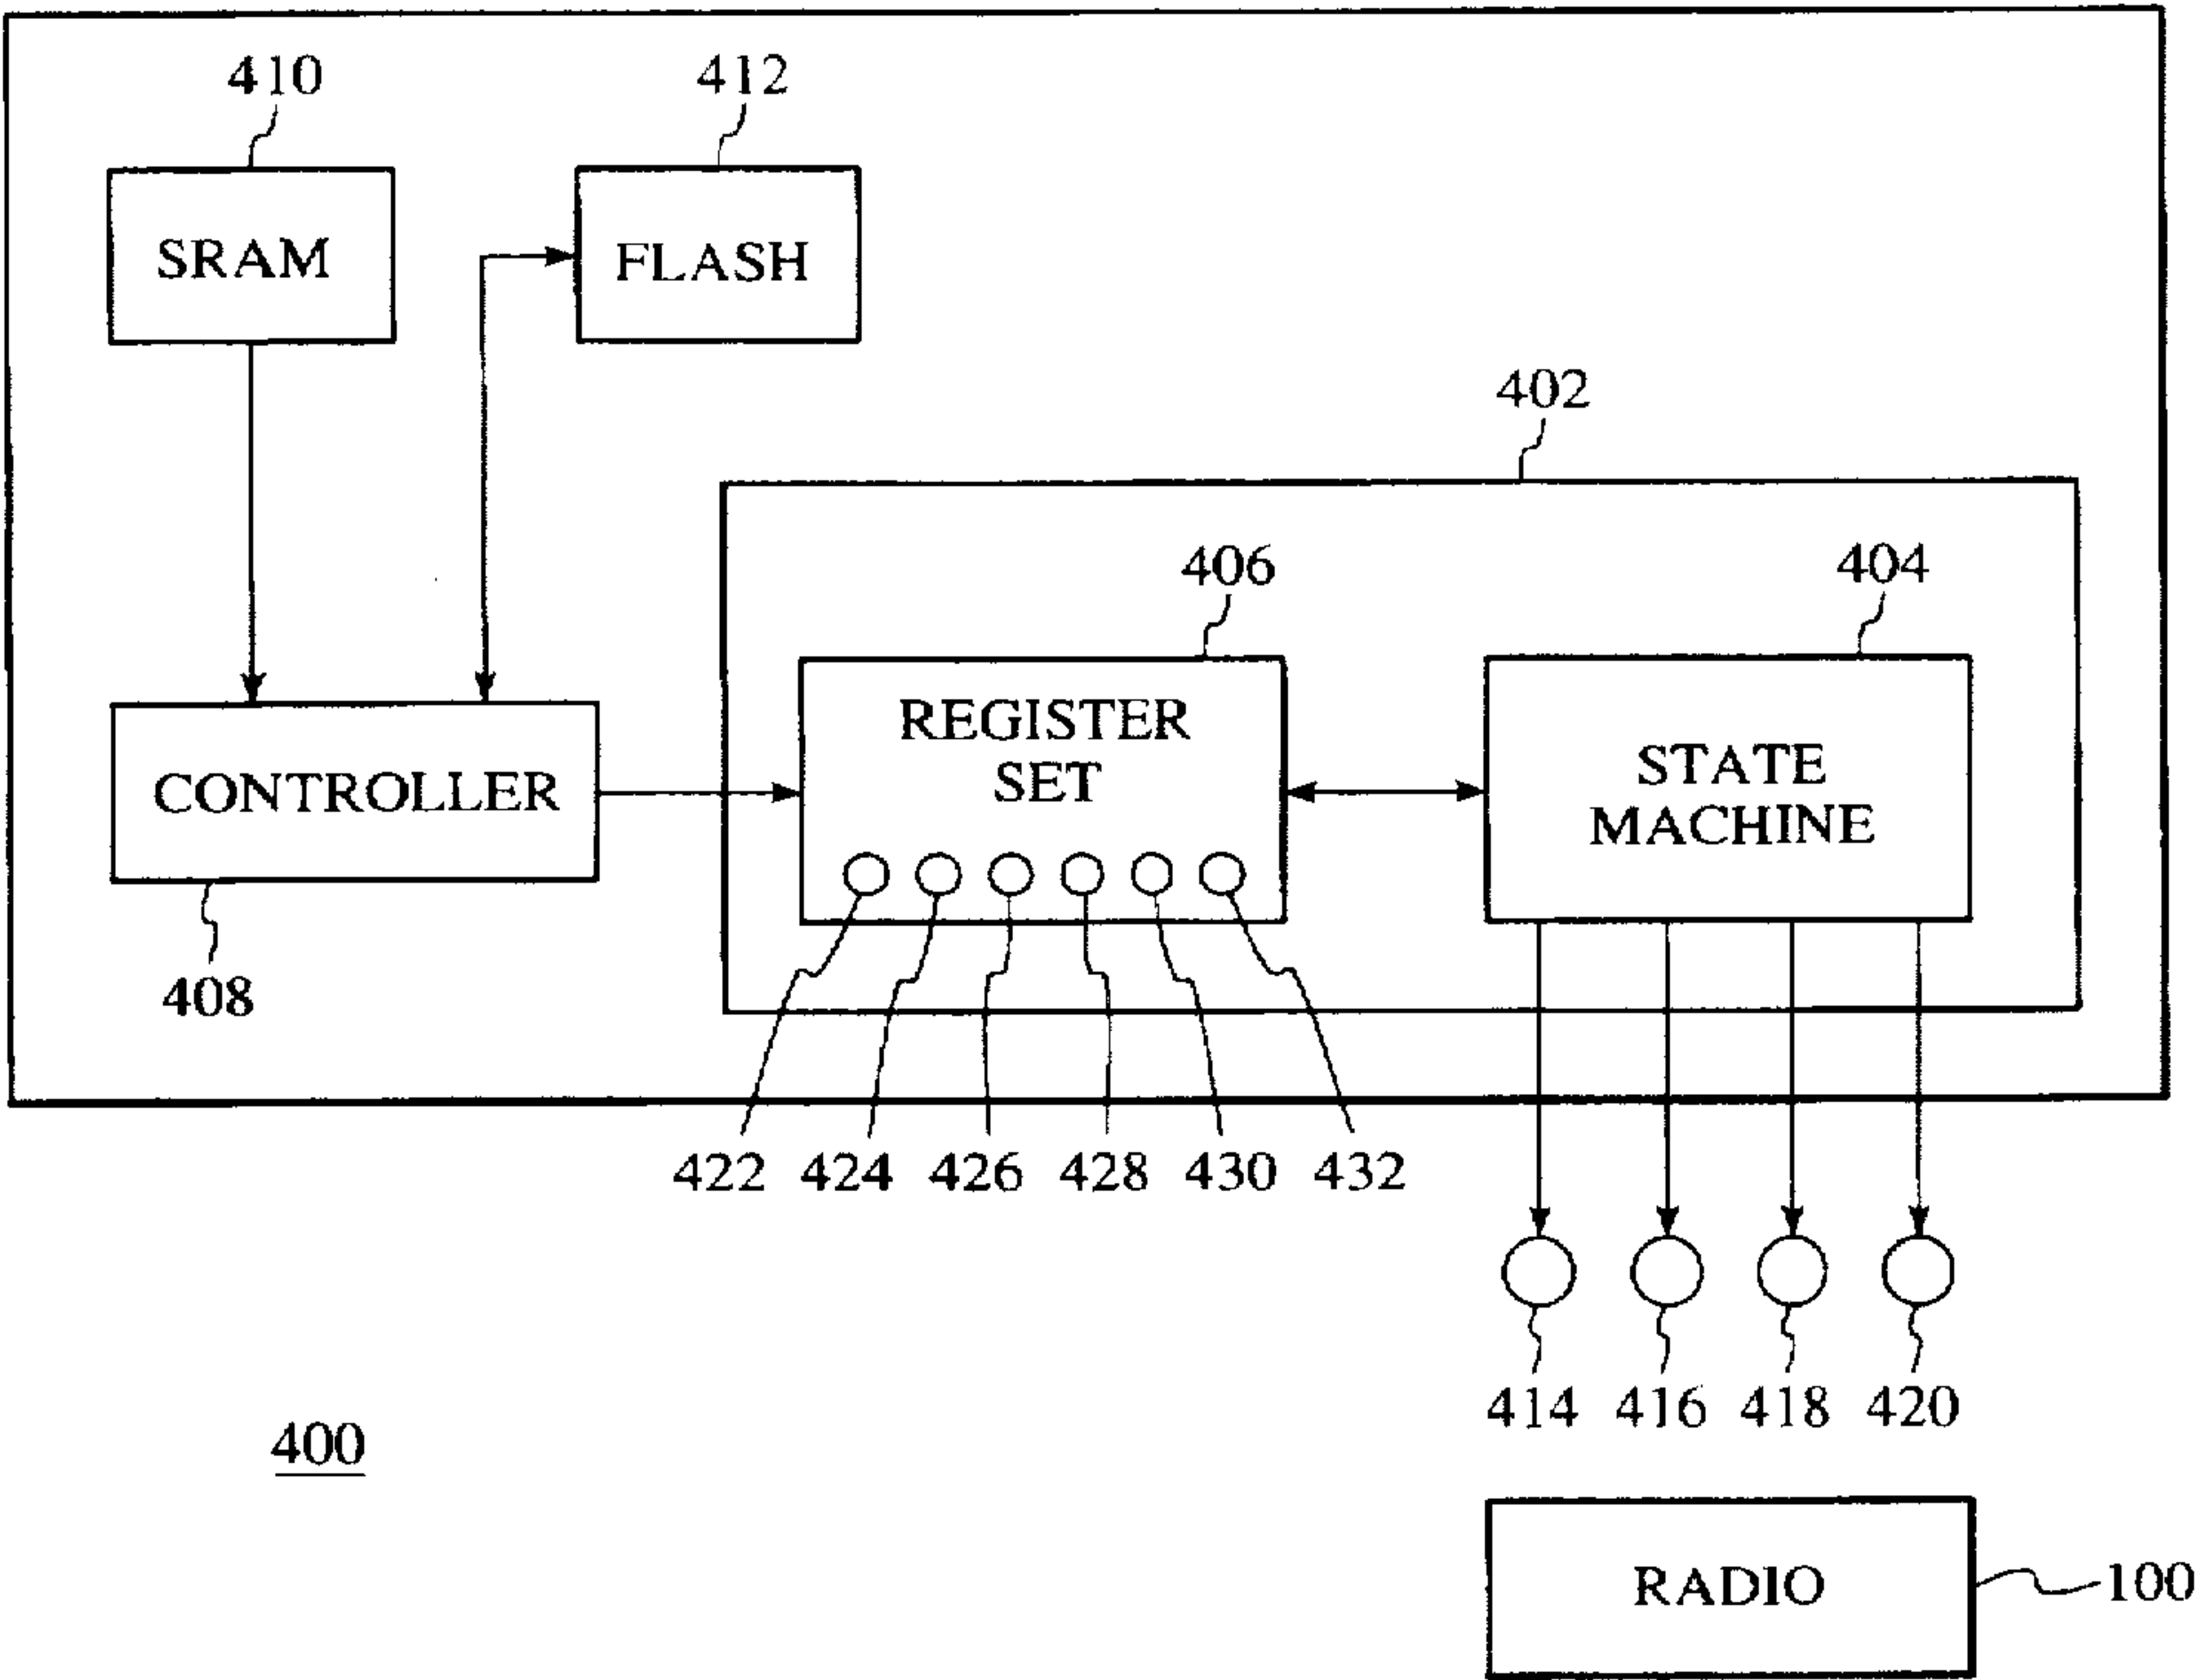 410
412
SRAM
FLASH
402
406
404
REGISTER
SET
STATE
MACHINE
CONTROLLER
408
422 424 426 428 430 432
414 416 418 420
400
RADIO
100